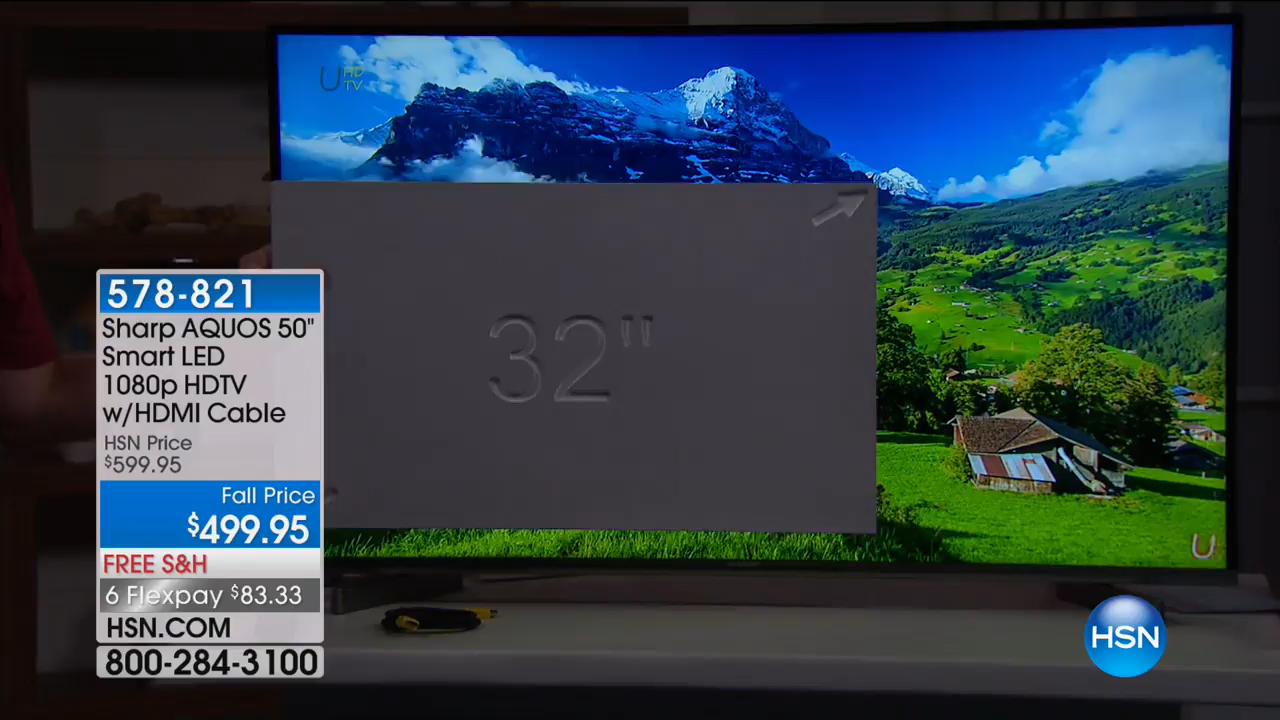 U HD
TV
32"
578-821
Sharp AQUOS 50"
Smart LED
1080p HDTV
w/HDMI Cable
HSN Price
$599.95
Fall Price
$499.95
FREE S&H
6 Flexpay $83.33
HSN.COM
800-284-3100
HSN
U